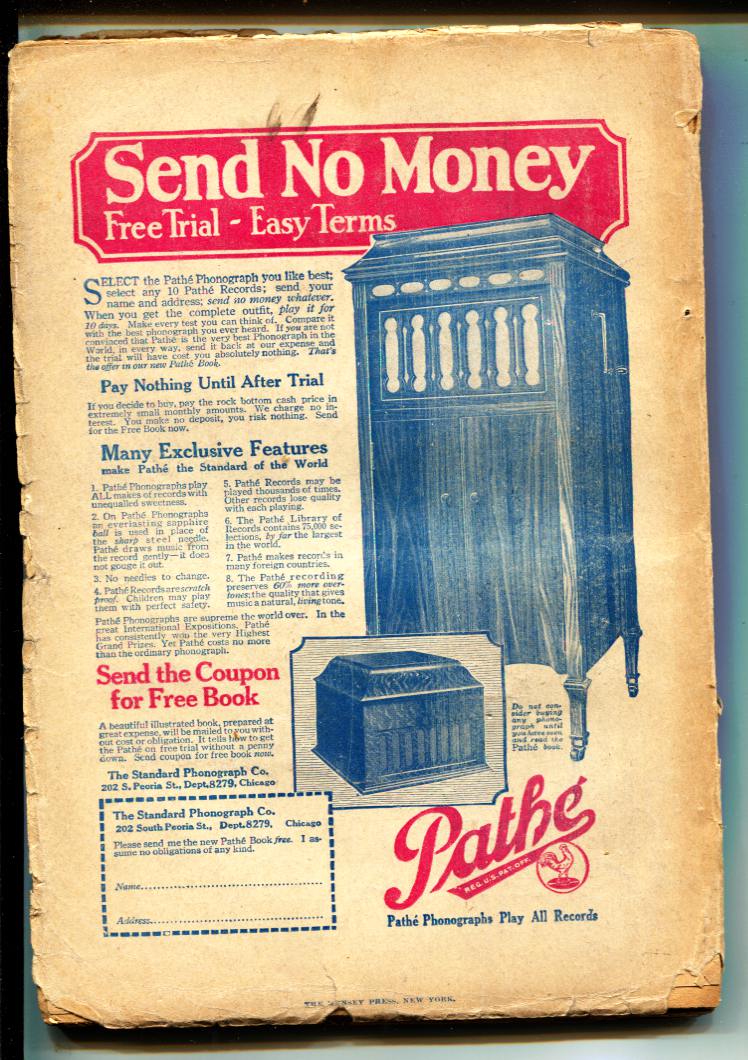 Send No Money
Free Trial - Easy Terms
SELECT the Pathé Phonograph you like best;
select any 10 Pathé Records; send your
name and address; send no money whatever.
When you get the complete outfit, play it for
10 days. Make every test you can think of. Compare it
with the best phonograph you ever heard. If you are not
convinced that Pathé is the very best Phonograph in the
World, in every way, send it back at our expense and
the trial will have cost you absolutely nothing. That's
the offer in our new Pathé Book.
Pay Nothing Until After Trial
If you decide to buy, pay the rock bottom cash price in
extremely small monthly amounts. We charge no in-
terest. You make no deposit, you risk nothing. Send
for the Free Book now.
Many Exclusive Features
make Pathé the Standard of the World
1. Pathé Phonographs play
ALL makes of records with
unequalled sweetness.
2. On Pathé Phonographs
an everlasting sapphire
ball is used in place of
the sharp steel needle.
Pathé draws music from
the record gently—it does
not gouge it out.
3. No needles to change.
4. Pathé Records are scratch
proof. Children may play
them with perfect safety.
5. Pathé Records may be
played thousands of times.
Other records lose quality
with each playing.
6. The Pathé Library of
Records contains 75,000 se-
lections, by far the largest
in the world.
7. Pathé makes records in
many foreign countries.
8. The Pathé recording
preserves 60% more over-
tones; the quality that gives
music a natural, living tone.
Pathé Phonographs are supreme the world over. In the
great International Expositions, Pathé
has consistently won the very Highest
Grand Prizes. Yet Pathé costs no more
than the ordinary phonograph.
Send the Coupon
for Free Book
A beautiful illustrated book, prepared at
great expense, will be mailed to you with-
out cost or obligation. It tells how to get
the Pathé on free trial without a penny
down. Send coupon for free book now.
The Standard Phonograph Co.
202 S. Peoria St., Dept. 8279, Chicago
The Standard Phonograph Co.
202 South Peoria St., Dept. 8279, Chicago
Please send me the new Pathé Book free. I as-
sume no obligations of any kind.
Name
Address
Do not con-
sider buying
any phono-
graph until
you have seen
and read the
Pathé book.
Pathé
REG. U.S. PAT. OFF.
Pathé Phonographs Play All Records
THE MUNSEY PRESS, NEW YORK.